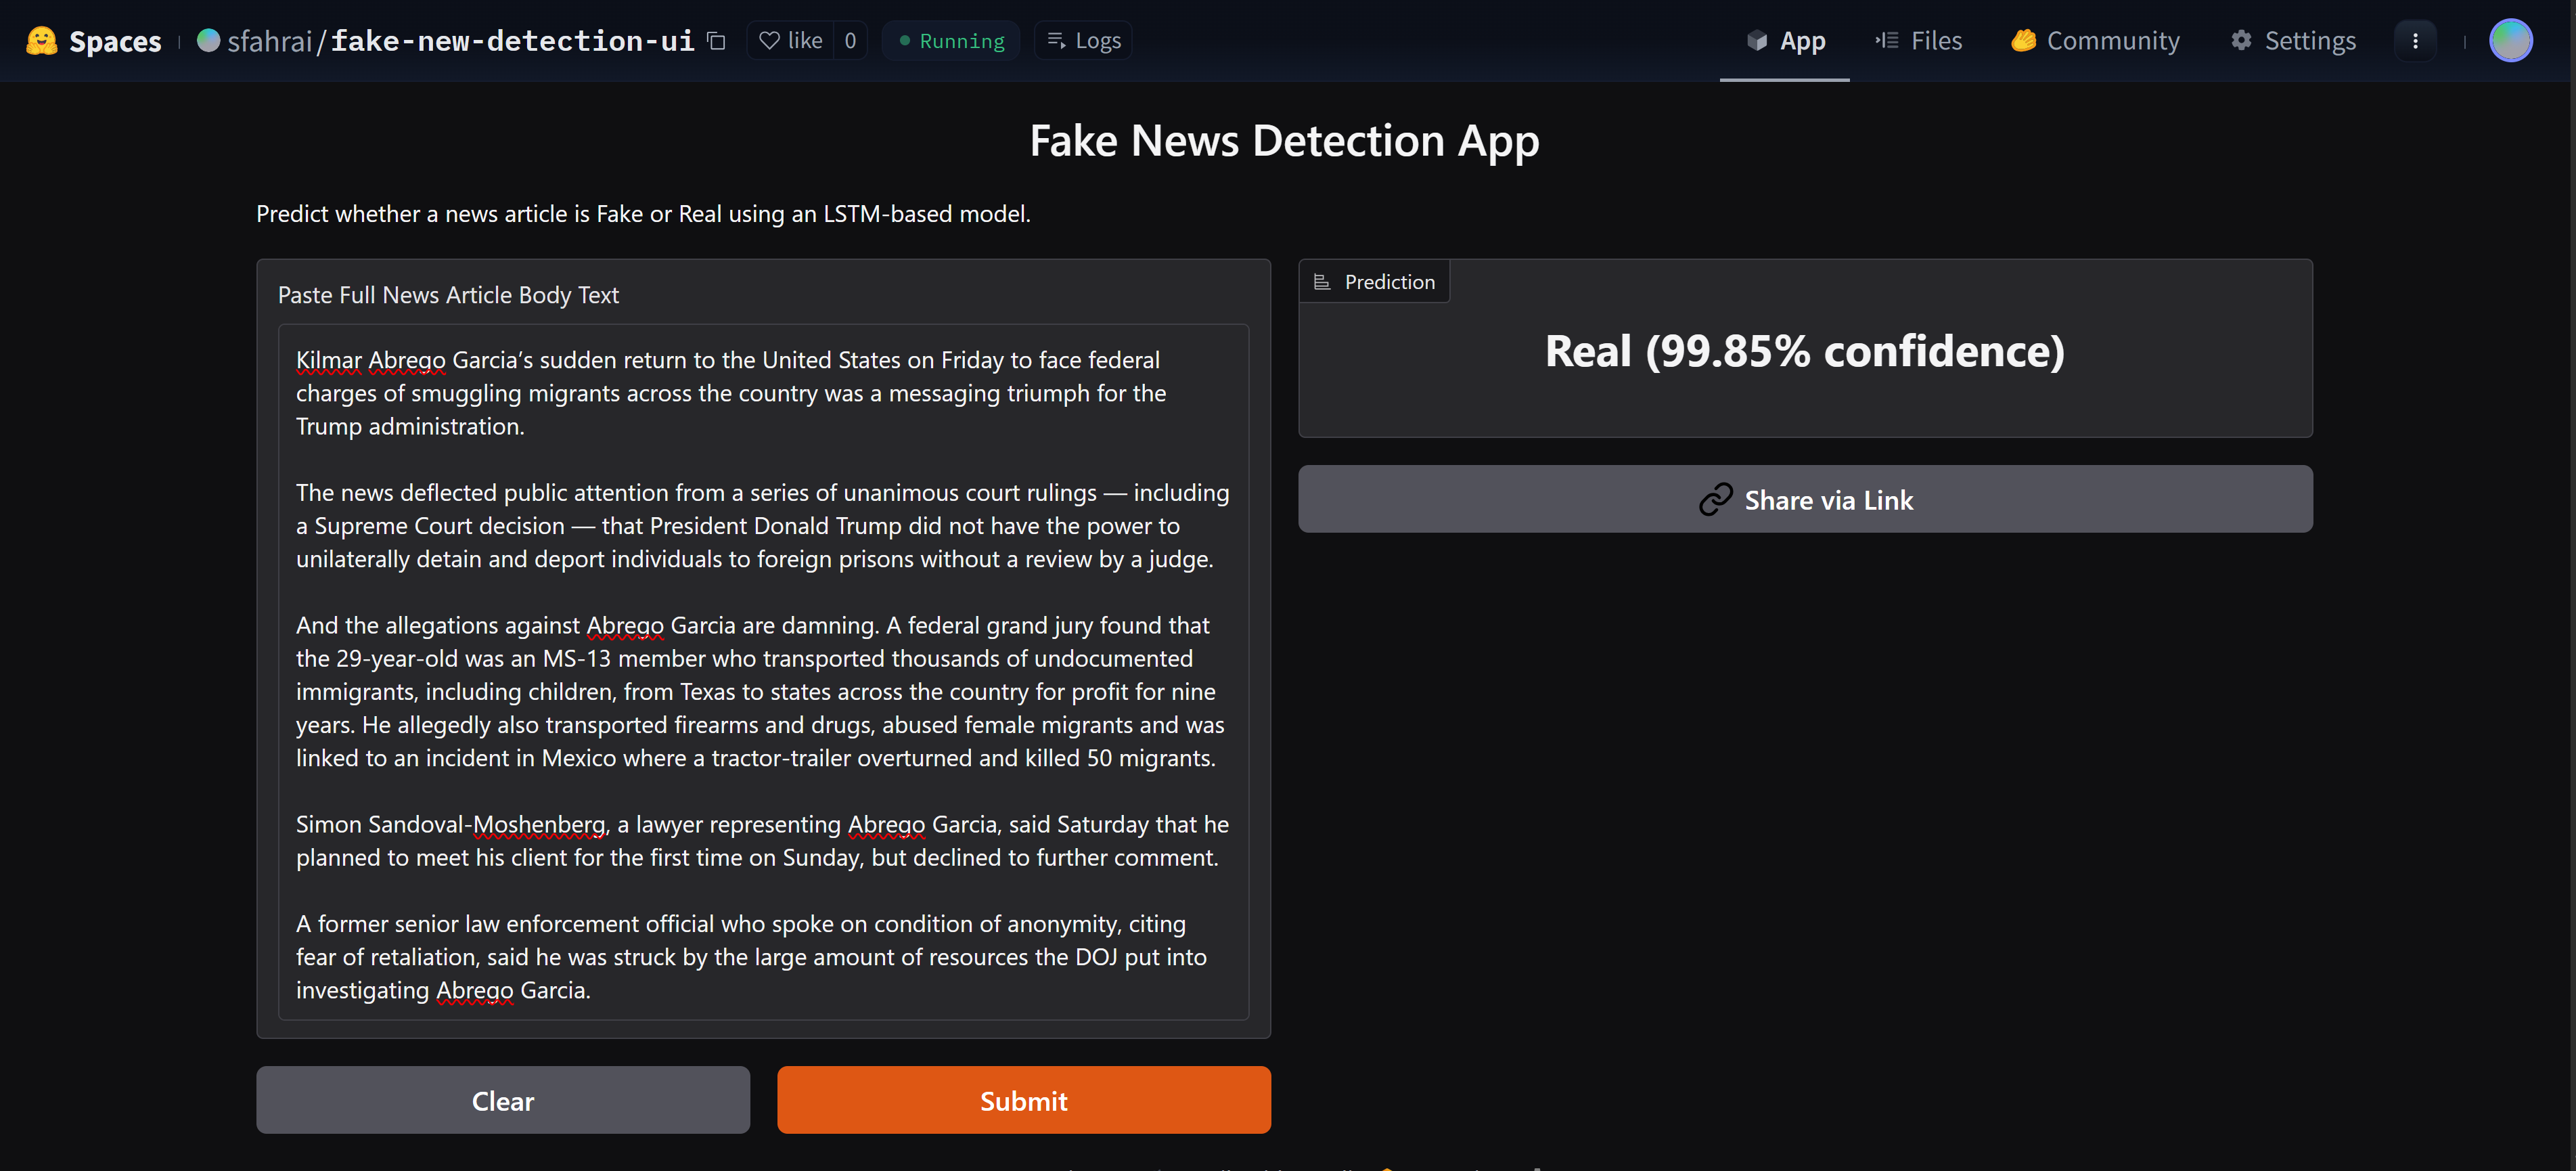 Spaces
sfahrai/fake-new-detection-ui
like 0
Running
Logs
App
Files
Community
Settings
Fake News Detection App
Predict whether a news article is Fake or Real using an LSTM-based model.
Paste Full News Article Body Text
Kilmar Abrego Garcia’s sudden return to the United States on Friday to face federal
charges of smuggling migrants across the country was a messaging triumph for the
Trump administration.
The news deflected public attention from a series of unanimous court rulings — including
a Supreme Court decision — that President Donald Trump did not have the power to
unilaterally detain and deport individuals to foreign prisons without a review by a judge.
And the allegations against Abrego Garcia are damning. A federal grand jury found that
the 29-year-old was an MS-13 member who transported thousands of undocumented
immigrants, including children, from Texas to states across the country for profit for nine
years. He allegedly also transported firearms and drugs, abused female migrants and was
linked to an incident in Mexico where a tractor-trailer overturned and killed 50 migrants.
Simon Sandoval-Moshenberg, a lawyer representing Abrego Garcia, said Saturday that he
planned to meet his client for the first time on Sunday, but declined to further comment.
A former senior law enforcement official who spoke on condition of anonymity, citing
fear of retaliation, said he was struck by the large amount of resources the DOJ put into
investigating Abrego Garcia.
Clear
Submit
Prediction
Real (99.85% confidence)
Share via Link